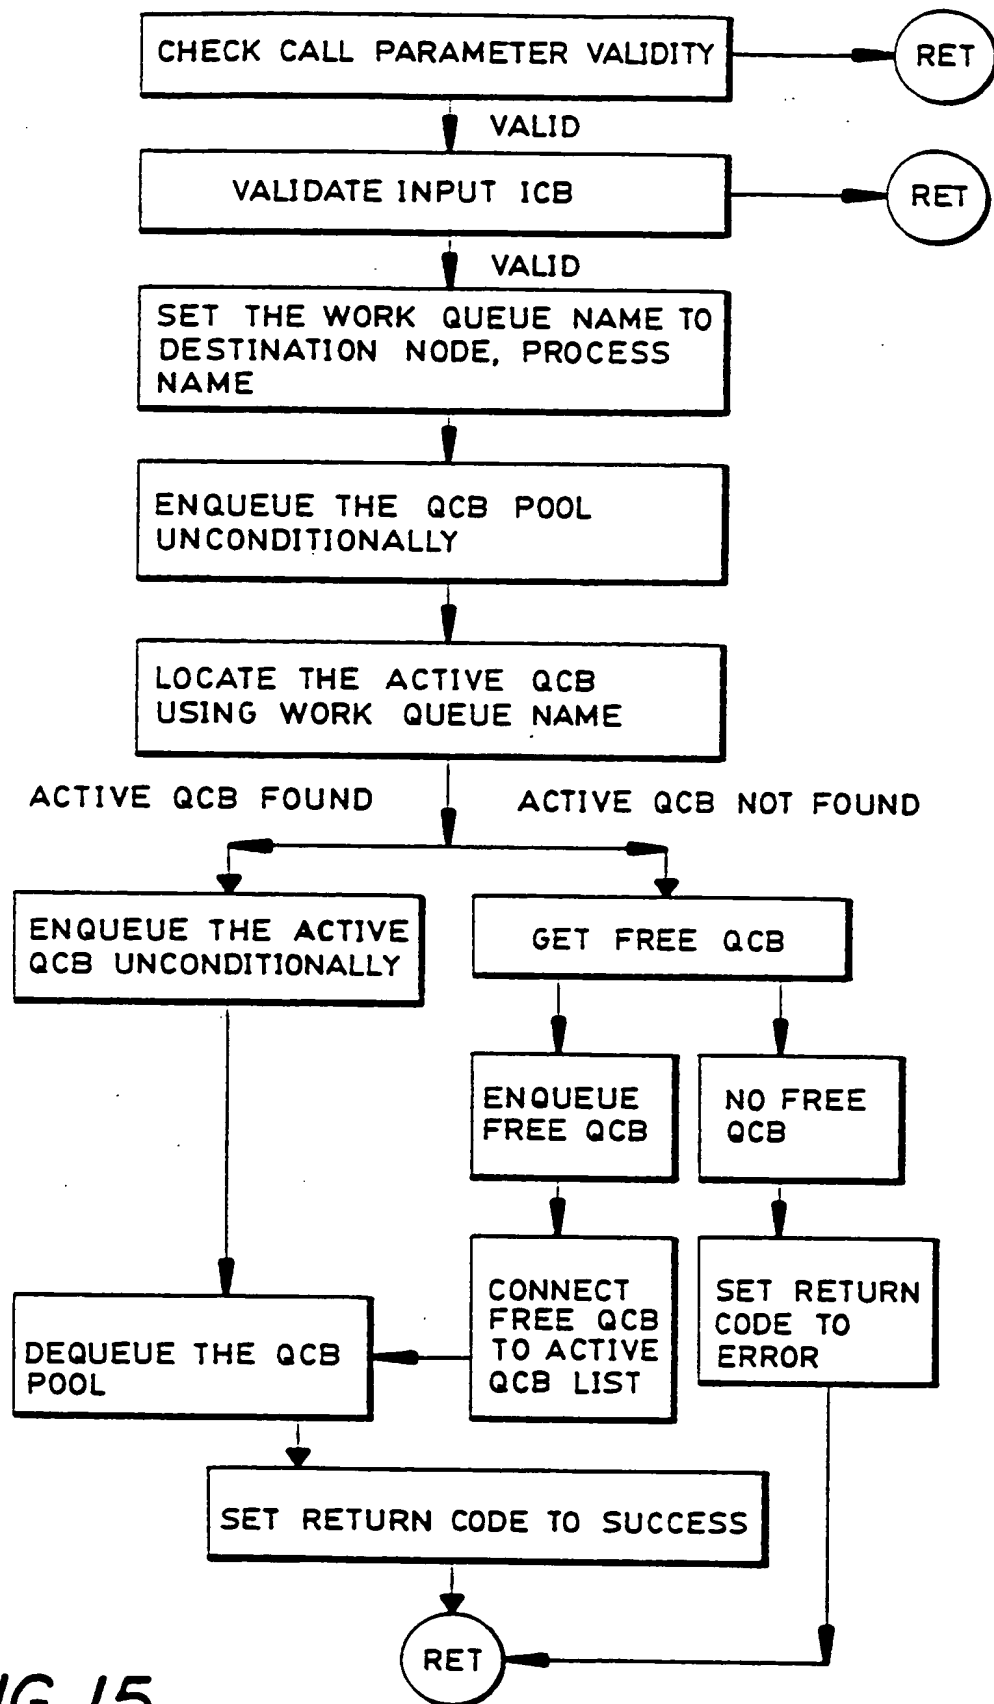 CHECK CALL PARAMETER VALIDITY
RET
VALID
VALIDATE INPUT ICB
RET
VALID
SET THE WORK QUEUE NAME TO
DESTINATION NODE, PROCESS
NAME
ENQUEUE THE QCB POOL
UNCONDITIONALLY
LOCATE THE ACTIVE QCB
USING WORK QUEUE NAME
ACTIVE QCB FOUND
ACTIVE QCB NOT FOUND
ENQUEUE THE ACTIVE
QCB UNCONDITIONALLY
GET FREE QCB
ENQUEUE
FREE QCB
NO FREE
QCB
CONNECT
FREE QCB
TO ACTIVE
QCB LIST
SET RETURN
CODE TO
ERROR
DEQUEUE THE QCB
POOL
SET RETURN CODE TO SUCCESS
RET
15